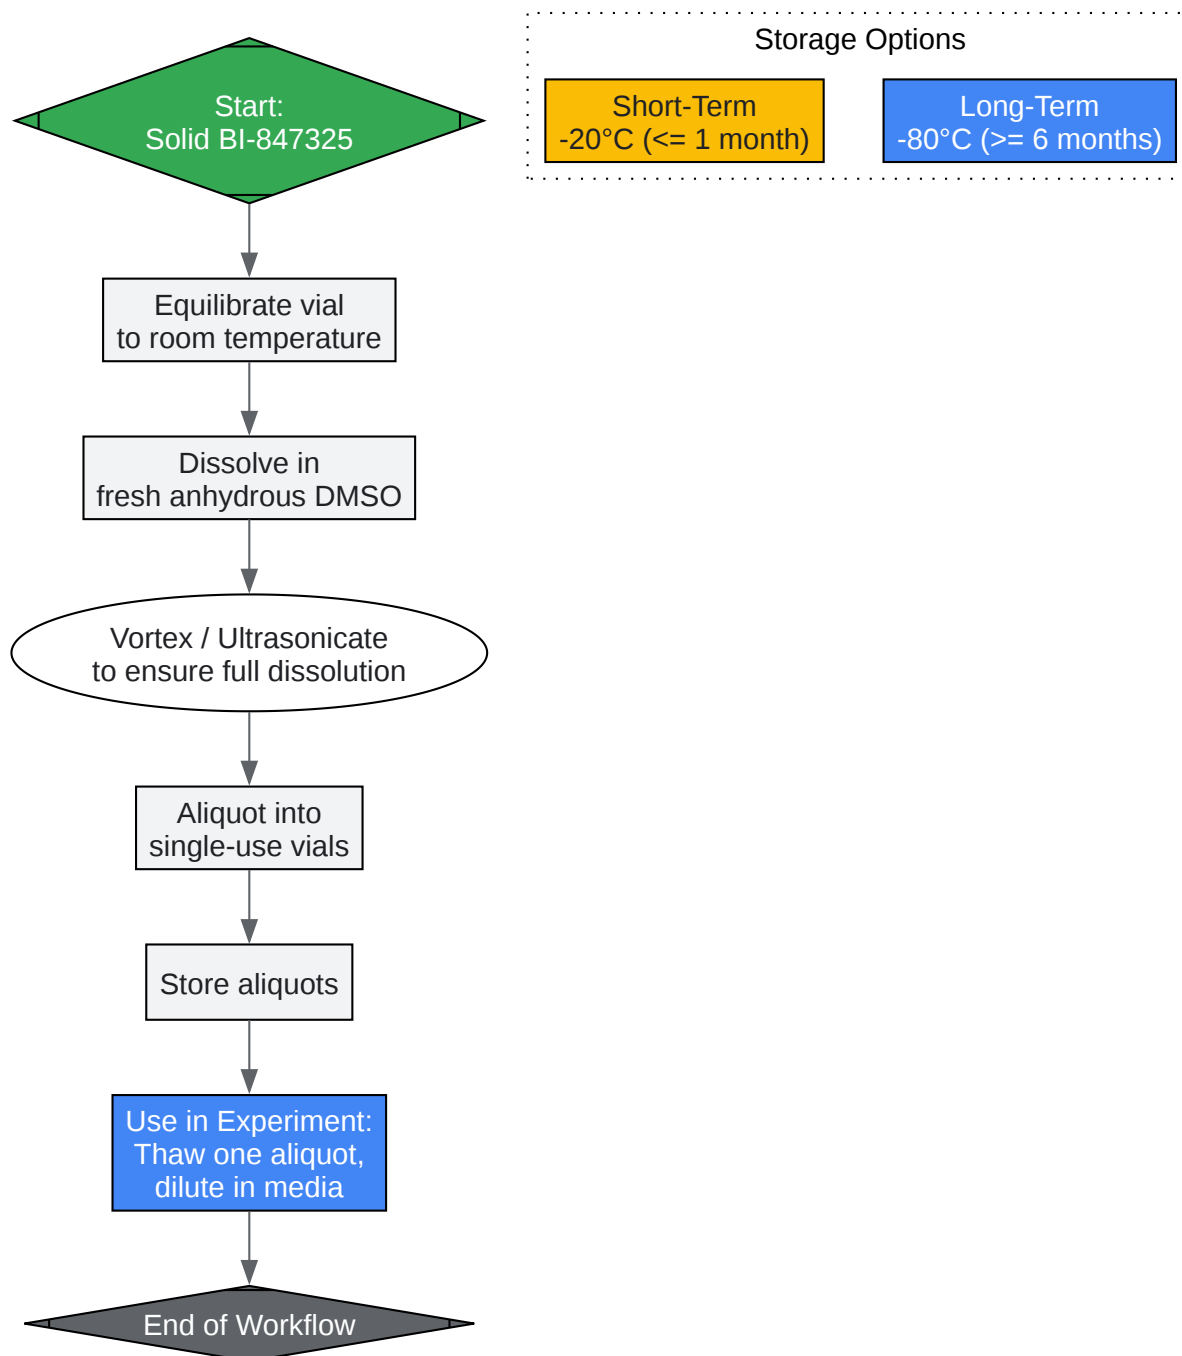 Start:
Solid BI-847325
Storage Options
Short-Term
-20°C (<= 1 month)
Long-Term
-80°C (>= 6 months)
Equilibrate vial
to room temperature
Dissolve in
fresh anhydrous DMSO
Vortex / Ultrasonicate
to ensure full dissolution
Aliquot into
single-use vials
Store aliquots
Use in Experiment:
Thaw one aliquot,
dilute in media
End of Workflow